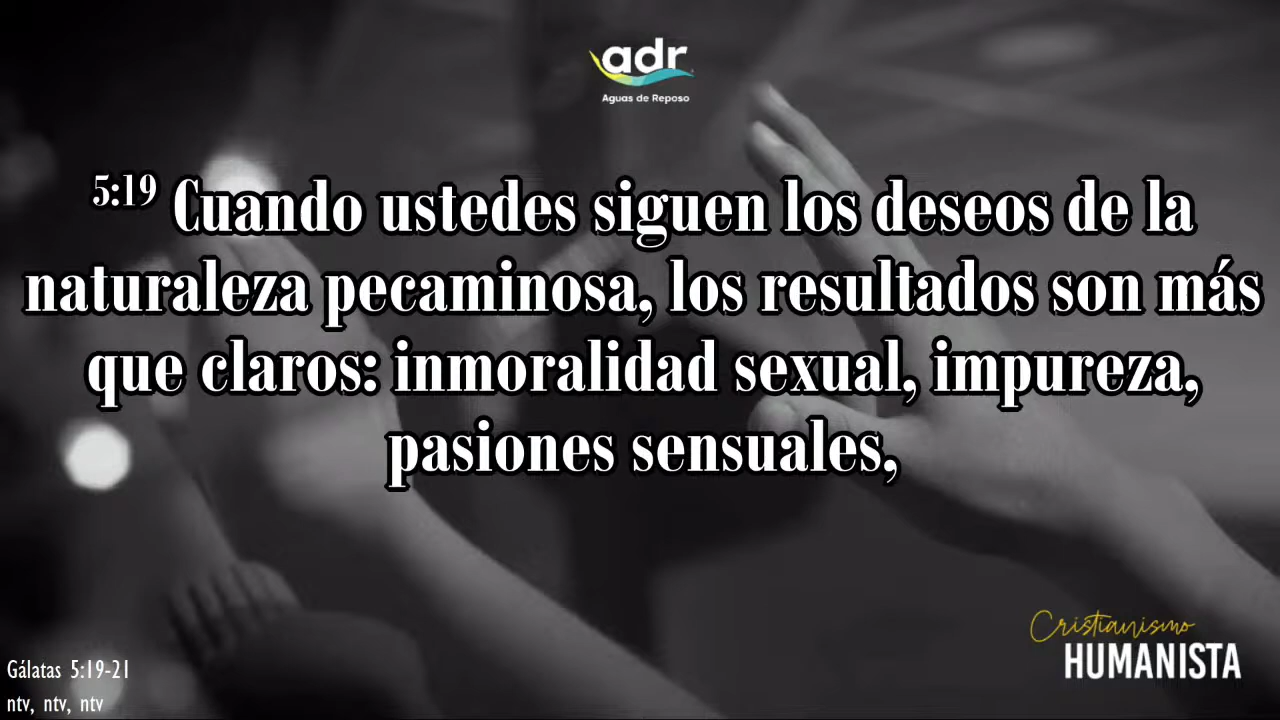 adr
Aguas de Reposo
5:19 Cuando ustedes siguen los deseos de la
naturaleza pecaminosa, los resultados son más
que claros: inmoralidad sexual, impureza,
pasiones sensuales,
Cristianismo
HUMANISTA
Gálatas 5:19-21
ntv, ntv, ntv